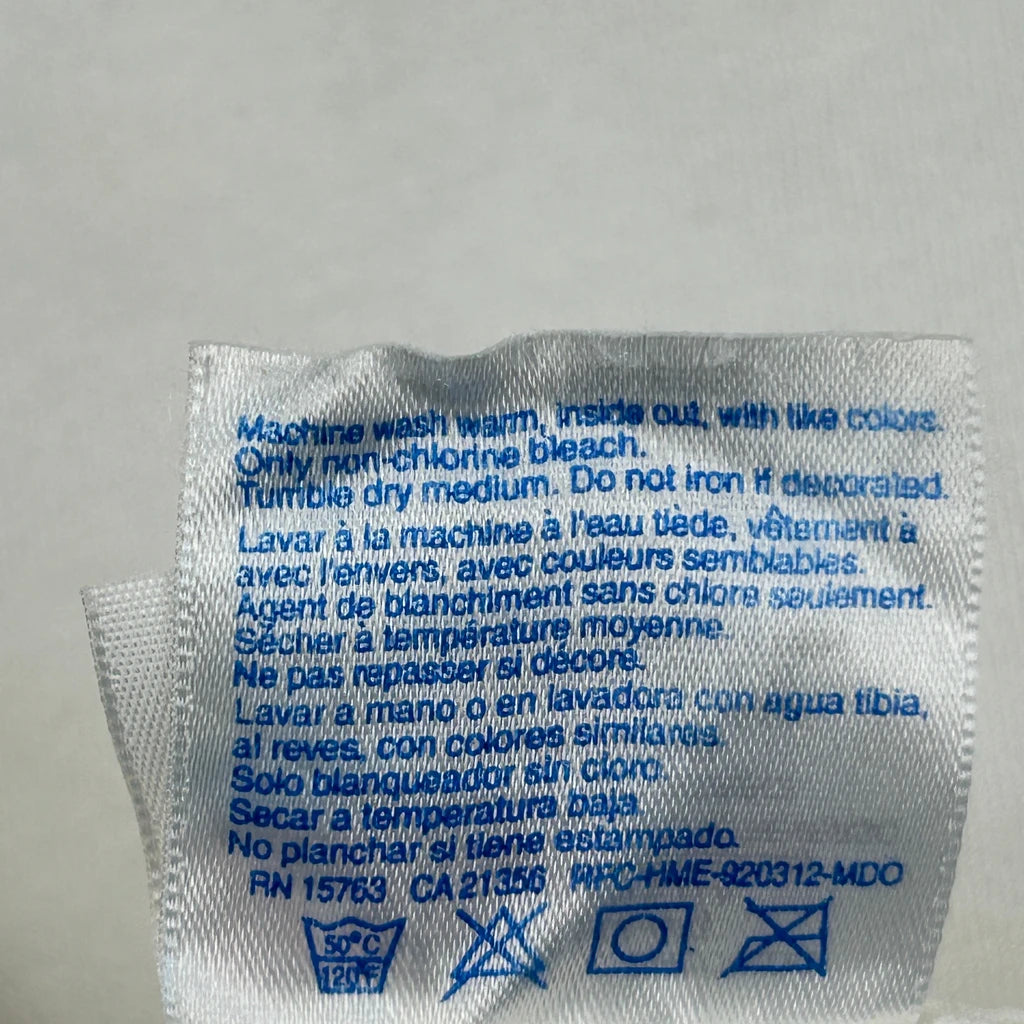 Machine wash warm, inside out, with like colors.
Only non-chlorine bleach.
Tumble dry medium. Do not iron if decorated.
Lavar à la machine à l'eau tiède, vêtement à
avec l'envers, avec couleurs semblables.
Agent de blanchiment sans chlore seulement.
Sécher à température moyenne.
Ne pas repasser si décoré.
Lavar a mano o en lavadora con agua tibia,
al reves, con colores similares.
Solo blanqueador sin cloro.
Secar a temperatura baja.
No planchar si tiene estampado.
RN 15763 CA 21356 RFC-HME-920312-MDO
50°C
120°F